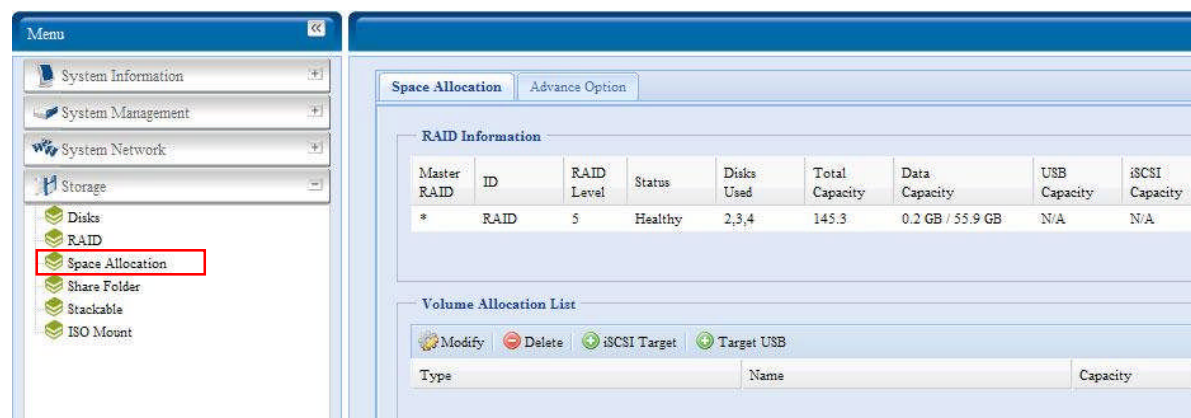 Menu
System Information
System Management
System Network
Storage
Disks
RAID
Space Allocation
Share Folder
Stackable
ISO Mount
Space Allocation Advance Option
RAID Information
Master RAID ID RAID Level Status Disks Used Total Capacity Data Capacity USB Capacity iSCSI Capacity
* RAID 5 Healthy 2,3,4 145.3 0.2 GB / 55.9 GB N/A N/A
Volume Allocation List
Modify Delete iSCSI Target Target USB
Type Name Capacity